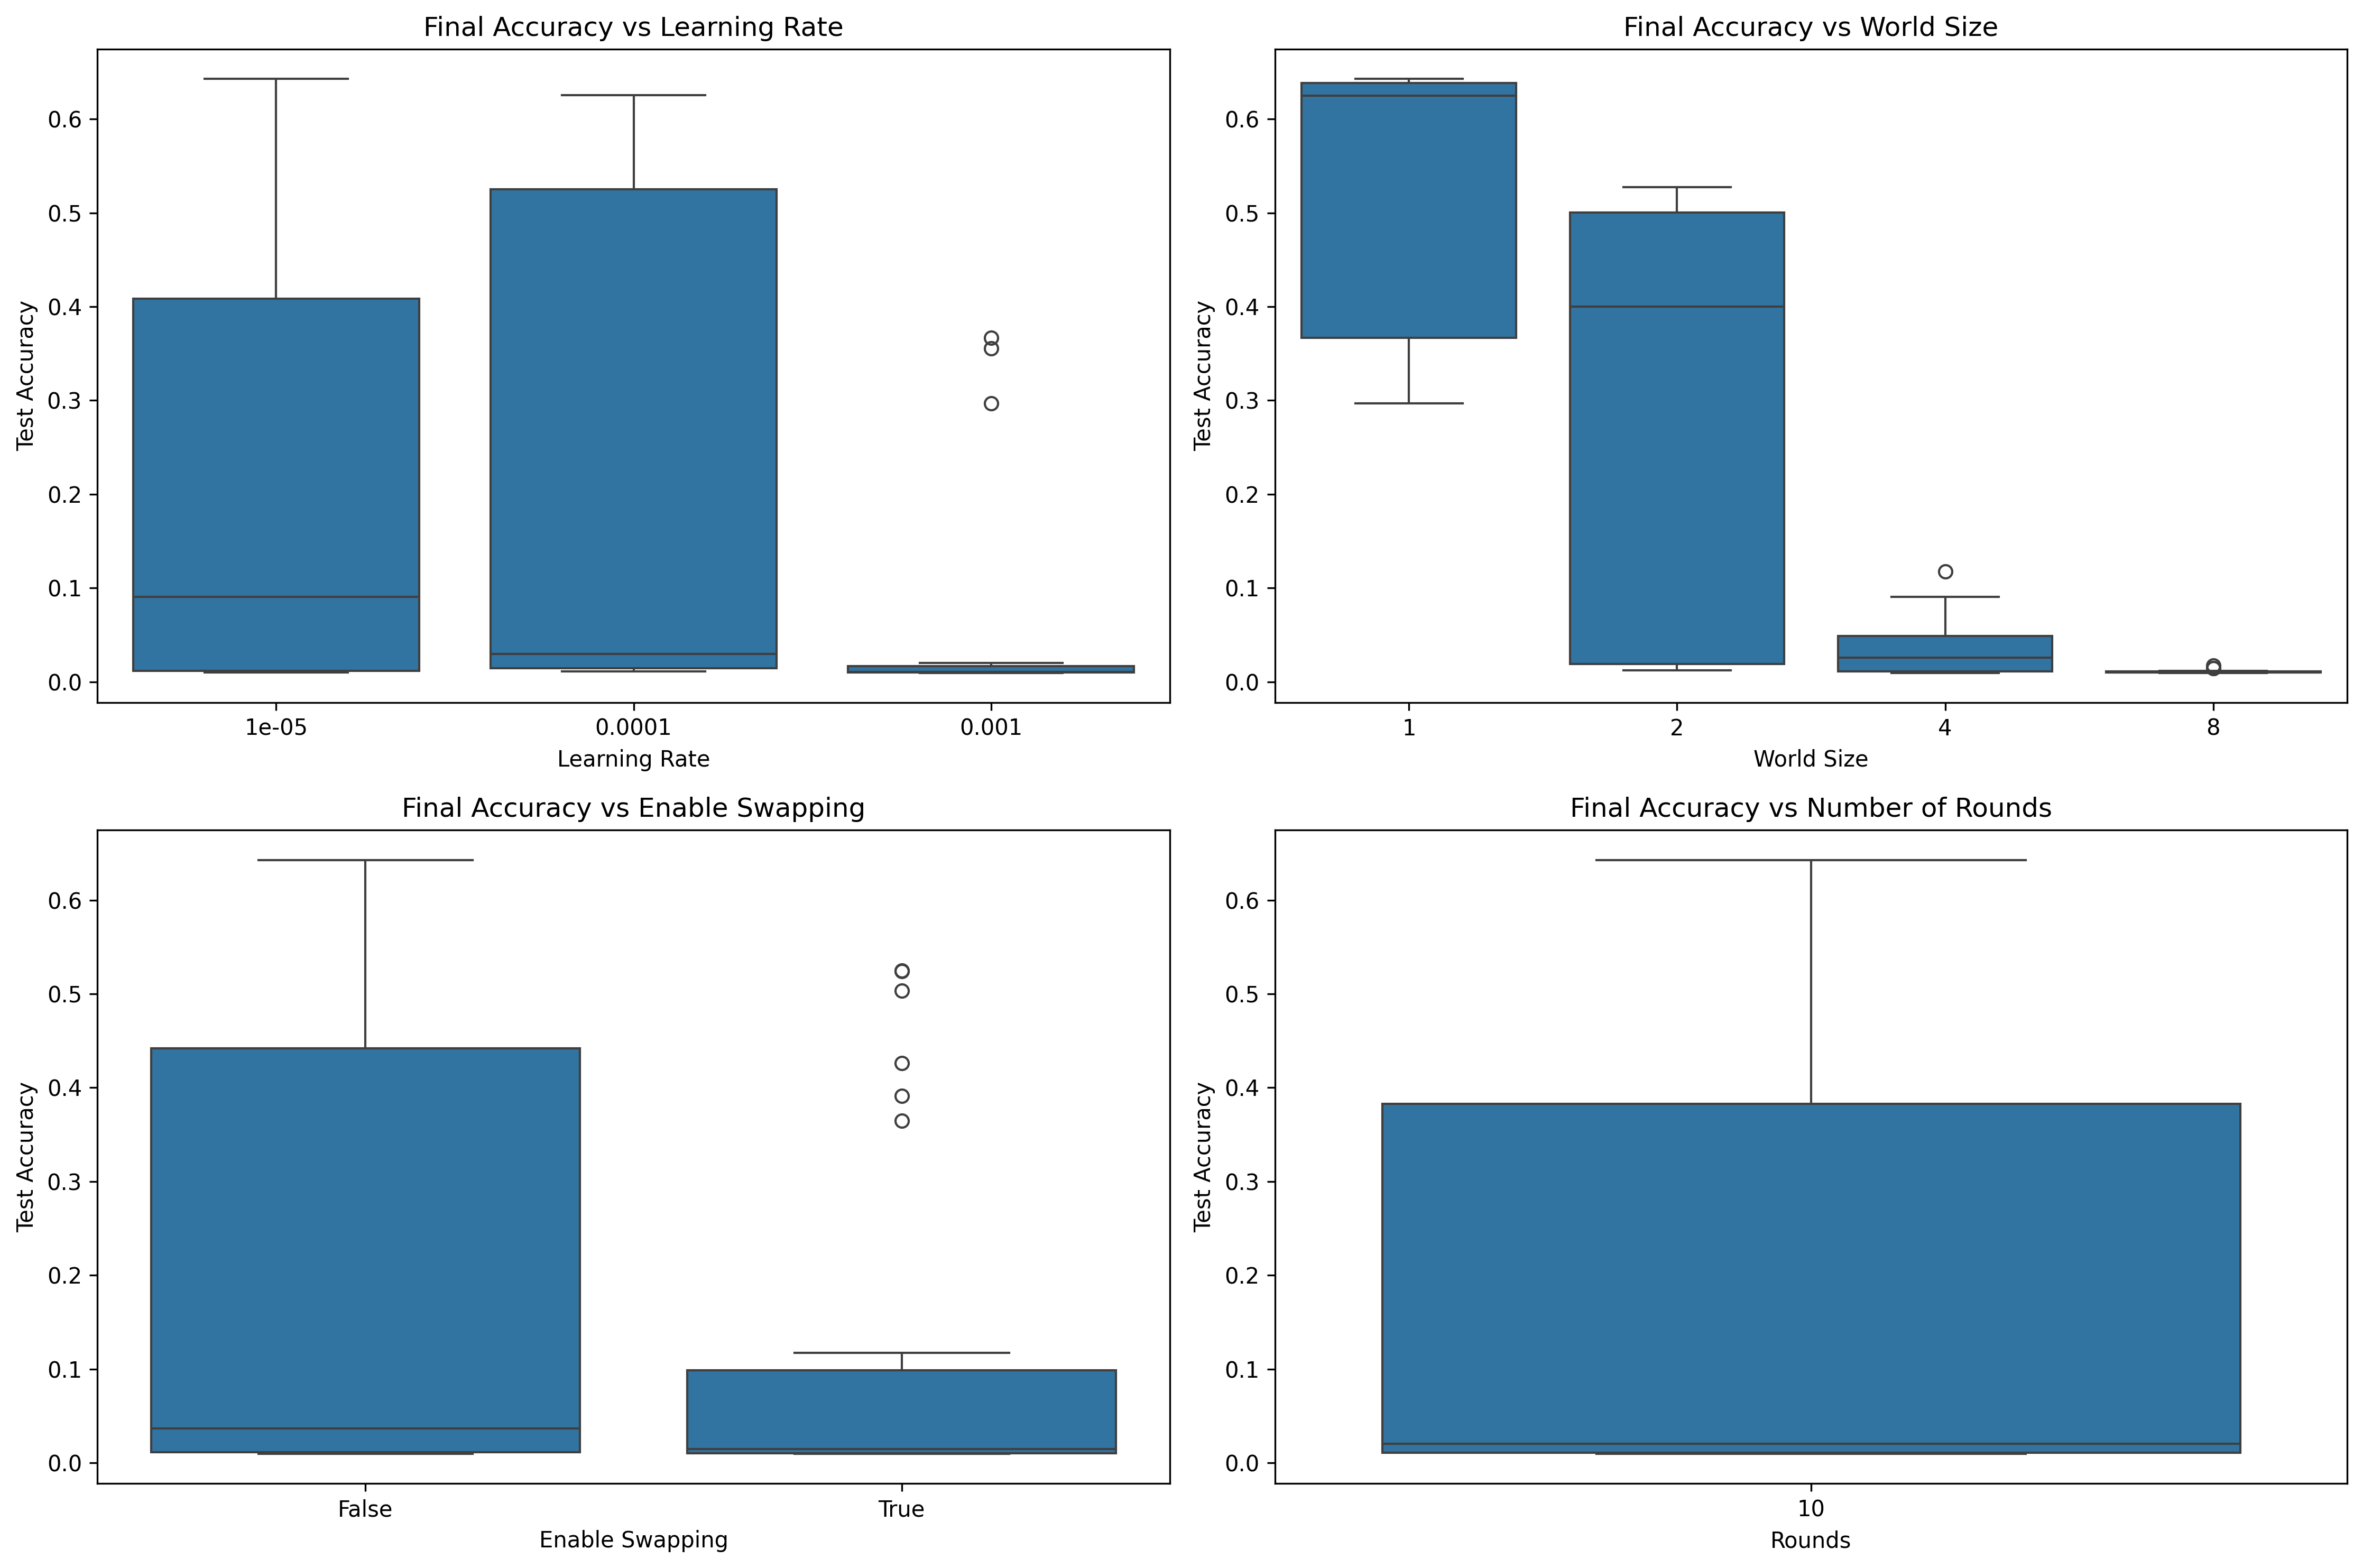 Final Accuracy vs Learning Rate
Test Accuracy
0.6
0.5
0.4
0.3
0.2
0.1
0.0
1e-05 0.0001 0.001
Learning Rate
Final Accuracy vs World Size
Test Accuracy
0.6
0.5
0.4
0.3
0.2
0.1
0.0
1 2 4 8
World Size
Final Accuracy vs Enable Swapping
Test Accuracy
0.6
0.5
0.4
0.3
0.2
0.1
0.0
False True
Enable Swapping
Final Accuracy vs Number of Rounds
Test Accuracy
0.6
0.5
0.4
0.3
0.2
0.1
0.0
10
Rounds